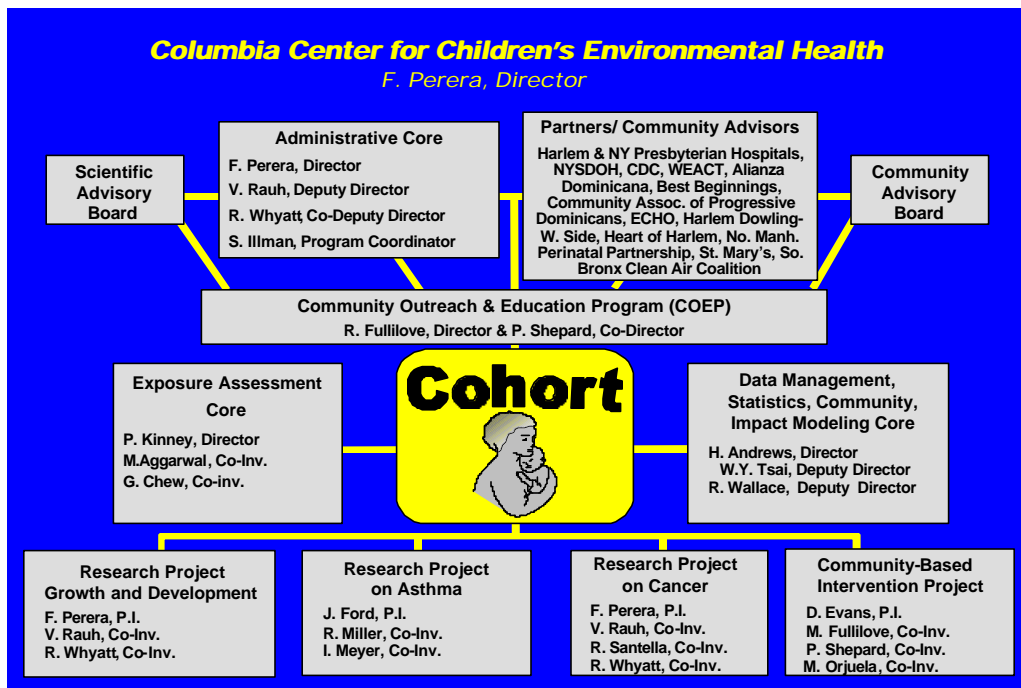 Columbia Center for Children's Environmental Health
F. Perera, Director
Scientific
Advisory
Board
Administrative Core
F. Perera, Director
V. Rauh, Deputy Director
R. Whyatt, Co-Deputy Director
S. Illman, Program Coordinator
Partners/ Community Advisors
Harlem & NY Presbyterian Hospitals,
NYSDOH, CDC, WEACT, Alianza
Dominicana, Best Beginnings,
Community Assoc. of Progressive
Dominicans, ECHO, Harlem Dowling-
W. Side, Heart of Harlem, No. Manh.
Perinatal Partnership, St. Mary's, So.
Bronx Clean Air Coalition
Community
Advisory
Board
Community Outreach & Education Program (COEP)
R. Fullilove, Director & P. Shepard, Co-Director
Exposure Assessment
Core
P. Kinney, Director
M.Aggarwal, Co-Inv.
G. Chew, Co-inv.
Cohort
Data Management,
Statistics, Community,
Impact Modeling Core
H. Andrews, Director
W.Y. Tsai, Deputy Director
R. Wallace, Deputy Director
Research Project
Growth and Development
F. Perera, P.I.
V. Rauh, Co-Inv.
R. Whyatt, Co-Inv.
Research Project
on Asthma
J. Ford, P.I.
R. Miller, Co-Inv.
I. Meyer, Co-Inv.
Research Project
on Cancer
F. Perera, P.I.
V. Rauh, Co-Inv.
R. Santella, Co-Inv.
R. Whyatt, Co-Inv.
Community-Based
Intervention Project
D. Evans, P.I.
M. Fullilove, Co-Inv.
P. Shepard, Co-Inv.
M. Orjuela, Co-Inv.